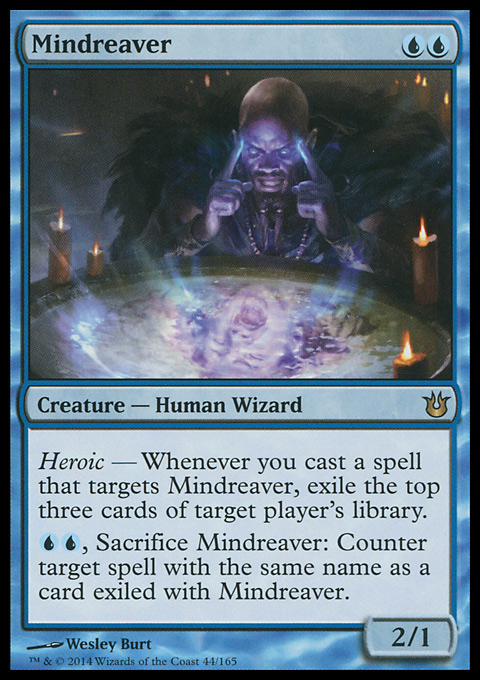 Mindreaver
Creature — Human Wizard
Heroic — Whenever you cast a spell
that targets Mindreaver, exile the top
three cards of target player's library.
, Sacrifice Mindreaver: Counter
target spell with the same name as a
card exiled with Mindreaver.
2/1
Wesley Burt
™ & © 2014 Wizards of the Coast 44/165